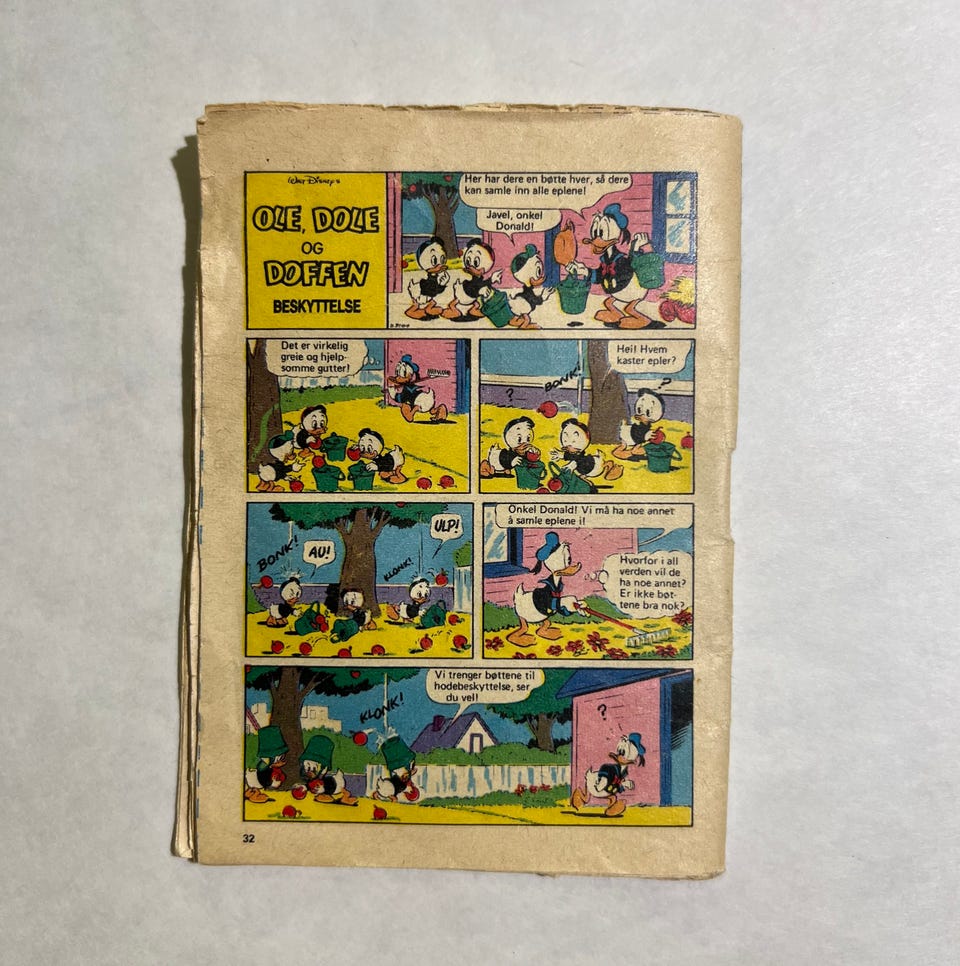 Walt Disney's
OLE, DOLE
OG
DOFFEN
BESKYTTELSE
Her har dere en bøtte hver, så dere
kan samle inn alle eplene!
Javel, onkel
Donald!
Det er virkelig
greie og hjelp-
somme gutter!
?
BONK!
Hei! Hvem
kaster epler?
?
BONK!
AU!
KLONK!
ULP!
Onkel Donald! Vi må ha noe annet
å samle eplene i!
Hvorfor i all
verden vil de
ha noe annet?
Er ikke bøt-
tene bra nok?
KLONK!
Vi trenger bøttene til
hodebeskyttelse, ser
du vel!
?
32